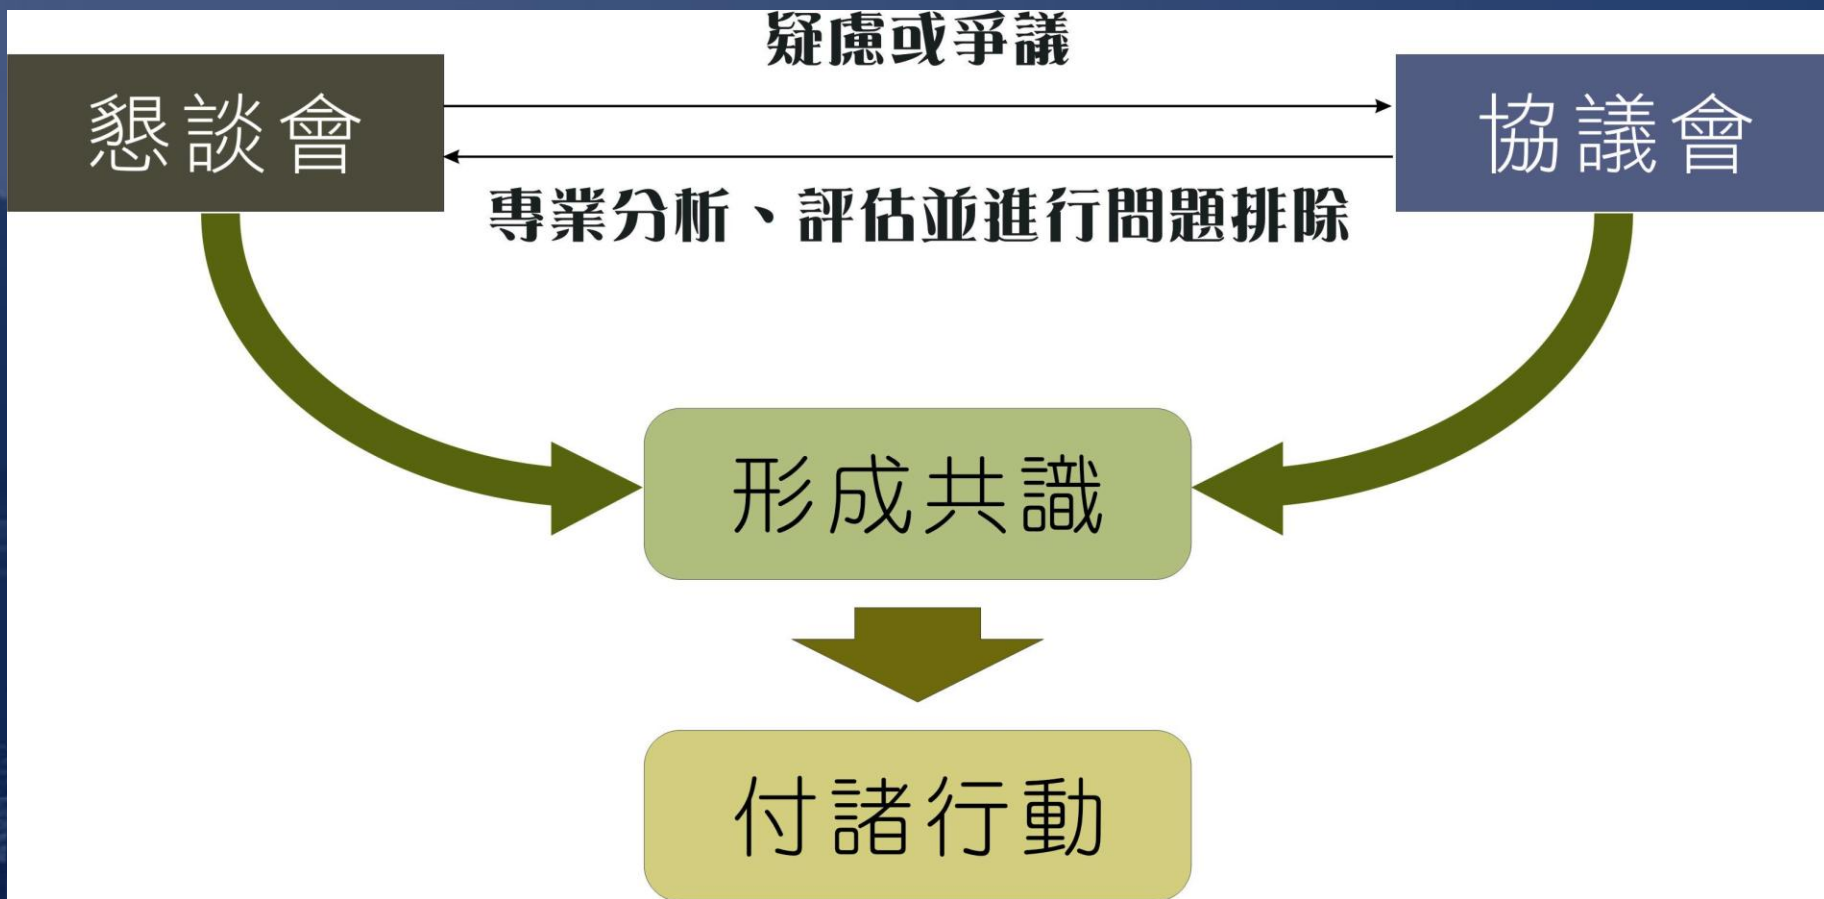 疑慮或爭議
懇談會
協議會
專業分析、評估並進行問題排除
形成共識
付諸行動